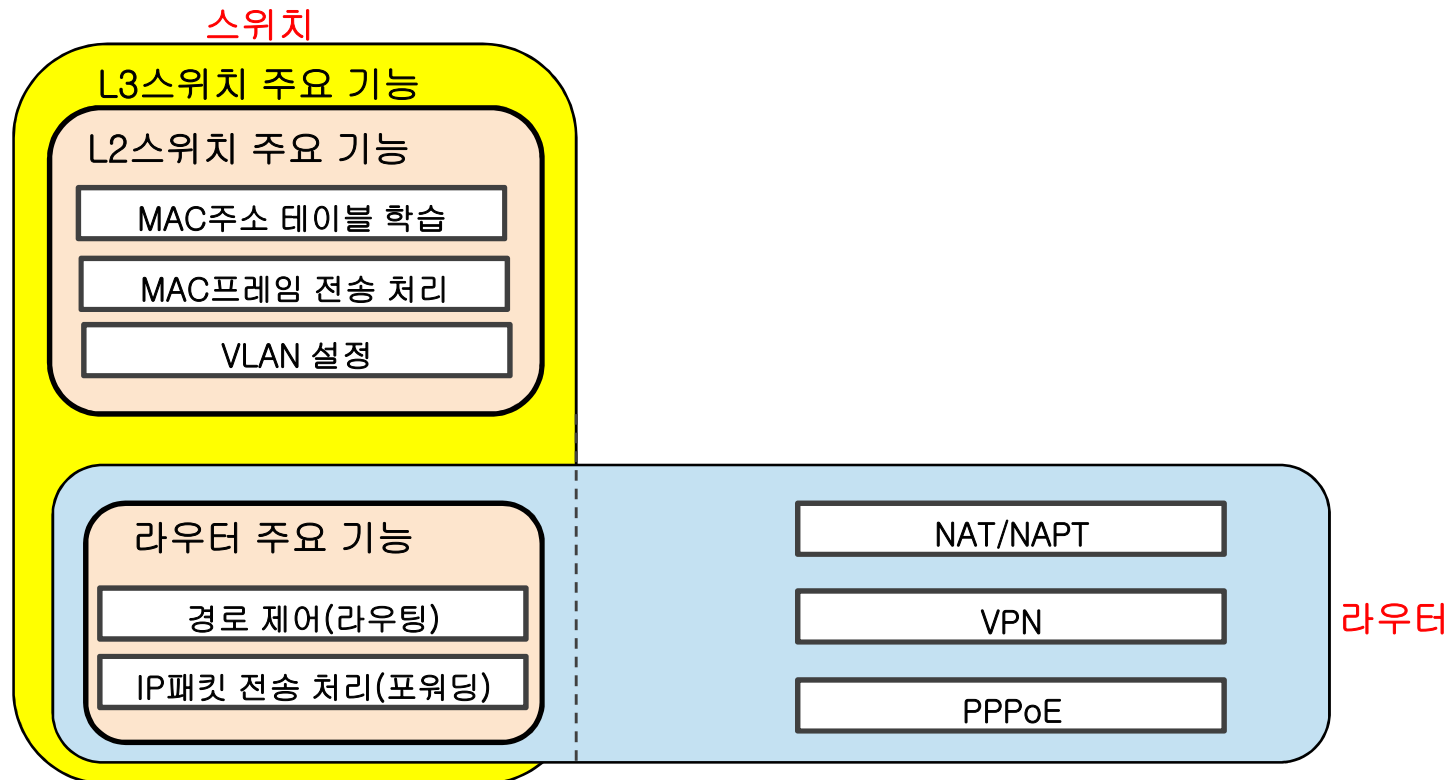 스위치
L3스위치 주요 기능
L2스위치 주요 기능
MAC주소 테이블 학습
MAC프레임 전송 처리
VLAN 설정
라우터 주요 기능
경로 제어(라우팅)
IP패킷 전송 처리(포워딩)
NAT/NAPT
VPN
PPPoE
라우터